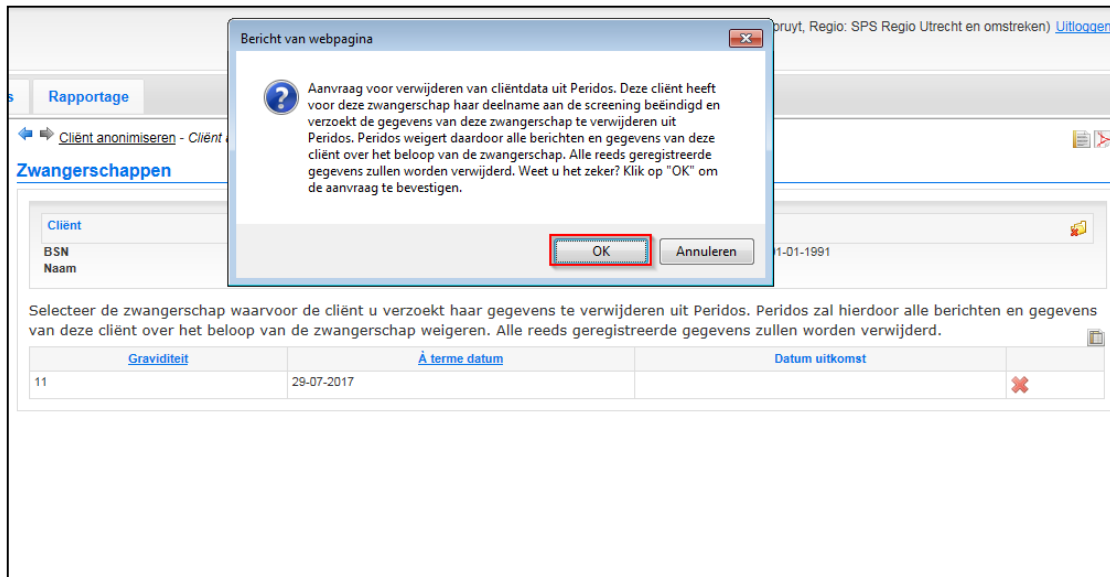 Regio: SPS Regio Utrecht en omstreken) Uitloggen
Bericht van webpagina
Aanvraag voor verwijderen van cliëntdata uit Peridos. Deze cliënt heeft
voor deze zwangerschap haar deelname aan de screening beëindigd en
verzoekt de gegevens van deze zwangerschap te verwijderen uit
Peridos. Peridos weigert daardoor alle berichten en gegevens van deze
cliënt over het beloop van de zwangerschap. Alle reeds geregistreerde
gegevens zullen worden verwijderd. Weet u het zeker? Klik op "OK" om
de aanvraag te bevestigen.
OK Annuleren
s Rapportage
Cliënt anonimiseren - Cliënt
Zwangerschappen
Cliënt
BSN
Naam
1-01-1991
Selecteer de zwangerschap waarvoor de cliënt u verzoekt haar gegevens te verwijderen uit Peridos. Peridos zal hierdoor alle berichten en gegevens
van deze cliënt over het beloop van de zwangerschap weigeren. Alle reeds geregistreerde gegevens zullen worden verwijderd.
Graviditeit À terme datum Datum uitkomst
11 29-07-2017